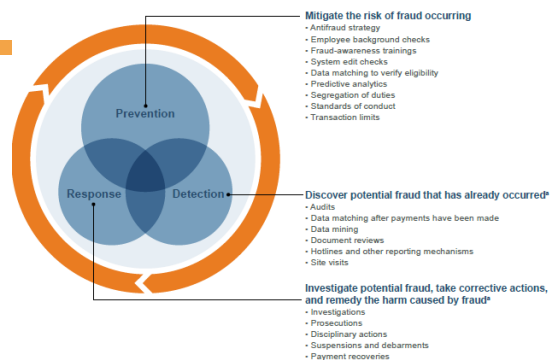 Mitigate the risk of fraud occurring
• Antifraud strategy
• Employee background checks
• Fraud-awareness trainings
• System edit checks
• Data matching to verify eligibility
• Predictive analytics
• Segregation of duties
• Standards of conduct
• Transaction limits
Prevention
Response
Detection
Discover potential fraud that has already occurredª
• Audits
• Data matching after payments have been made
• Data mining
• Document reviews
• Hotlines and other reporting mechanisms
• Site visits
Investigate potential fraud, take corrective actions,
and remedy the harm caused by fraudª
• Investigations
• Prosecutions
• Disciplinary actions
• Suspensions and debarments
• Payment recoveries